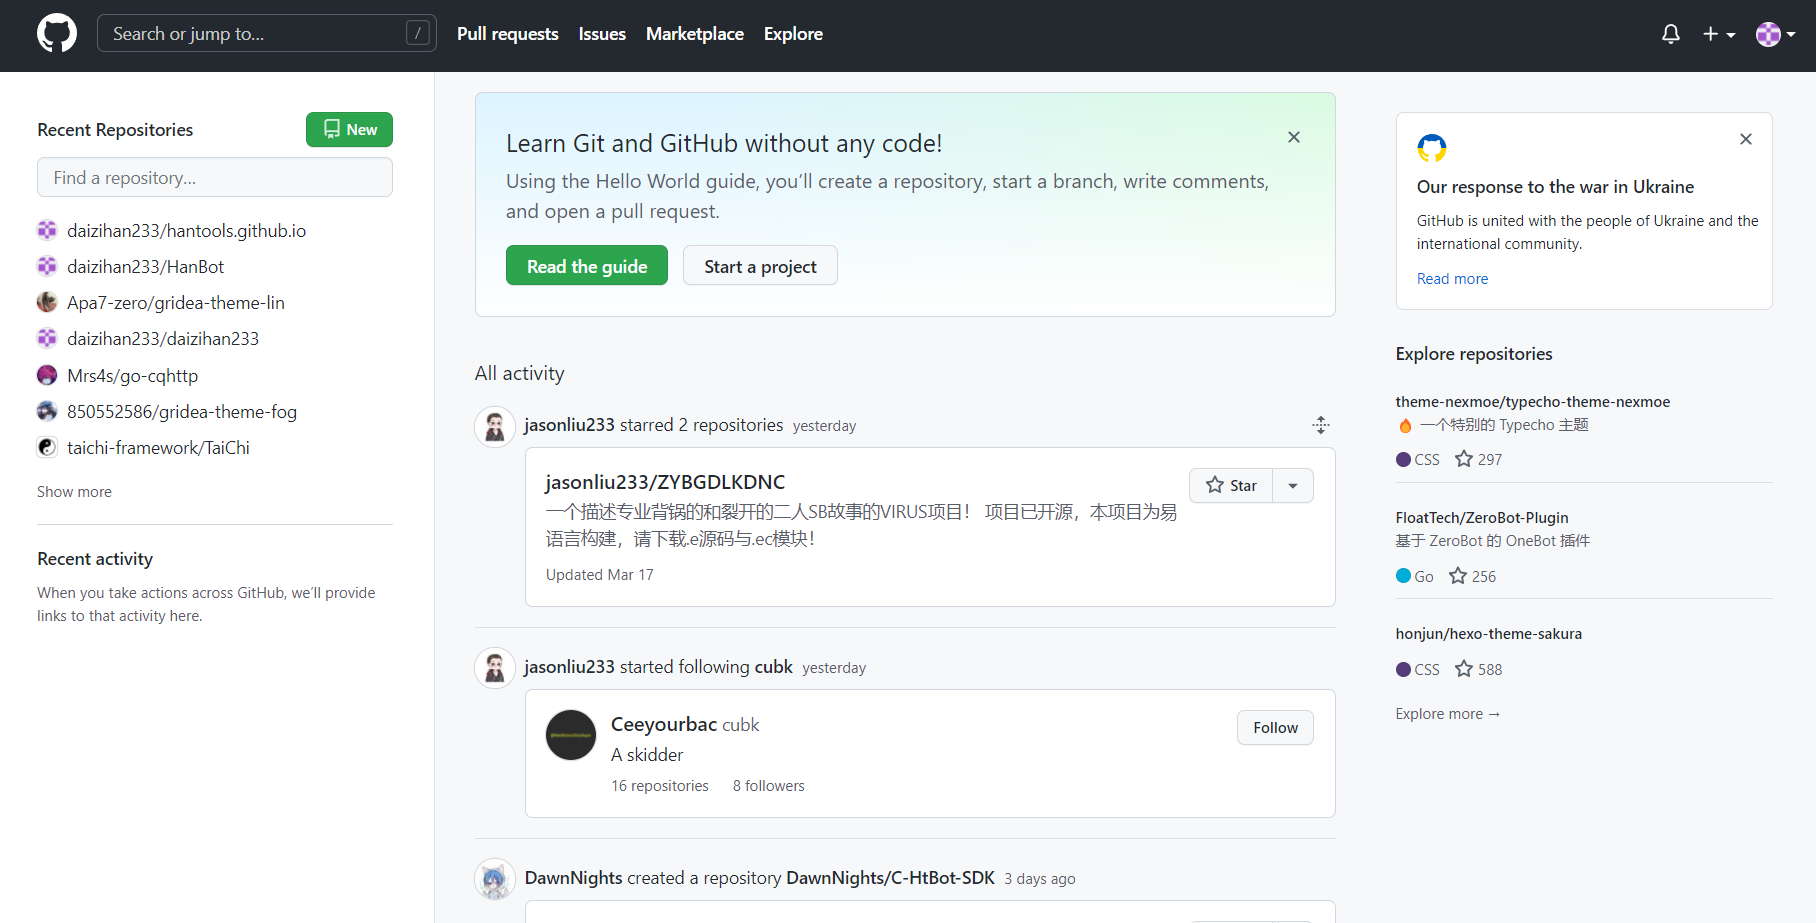 Search or jump to...
/
Pull requests
Issues
Marketplace
Explore
Recent Repositories
New
Find a repository...
daizihan233/hantools.github.io
daizihan233/HanBot
Apa7-zero/gridea-theme-lin
daizihan233/daizihan233
Mrs4s/go-cqhttp
850552586/gridea-theme-fog
taichi-framework/TaiChi
Show more
Recent activity
When you take actions across GitHub, we’ll provide
links to that activity here.
Learn Git and GitHub without any code!
Using the Hello World guide, you’ll create a repository, start a branch, write comments,
and open a pull request.
Read the guide
Start a project
All activity
jasonliu233 starred 2 repositories yesterday
jasonliu233/ZYBGDLKDNC
Star
一个描述专业背锅的和裂开的二人SB故事的VIRUS项目！ 项目已开源，本项目为易
语言构建，请下载.e源码与.ec模块！
Updated Mar 17
jasonliu233 started following cubk yesterday
Ceeyourbac cubk
Follow
A skidder
16 repositories
8 followers
DawnNights created a repository DawnNights/C-HtBot-SDK 3 days ago
Our response to the war in Ukraine
GitHub is united with the people of Ukraine and the
international community.
Read more
Explore repositories
theme-nexmoe/typecho-theme-nexmoe
一个特别的 Typecho 主题
CSS
297
FloatTech/ZeroBot-Plugin
基于 ZeroBot 的 OneBot 插件
Go
256
honjun/hexo-theme-sakura
CSS
588
Explore more →